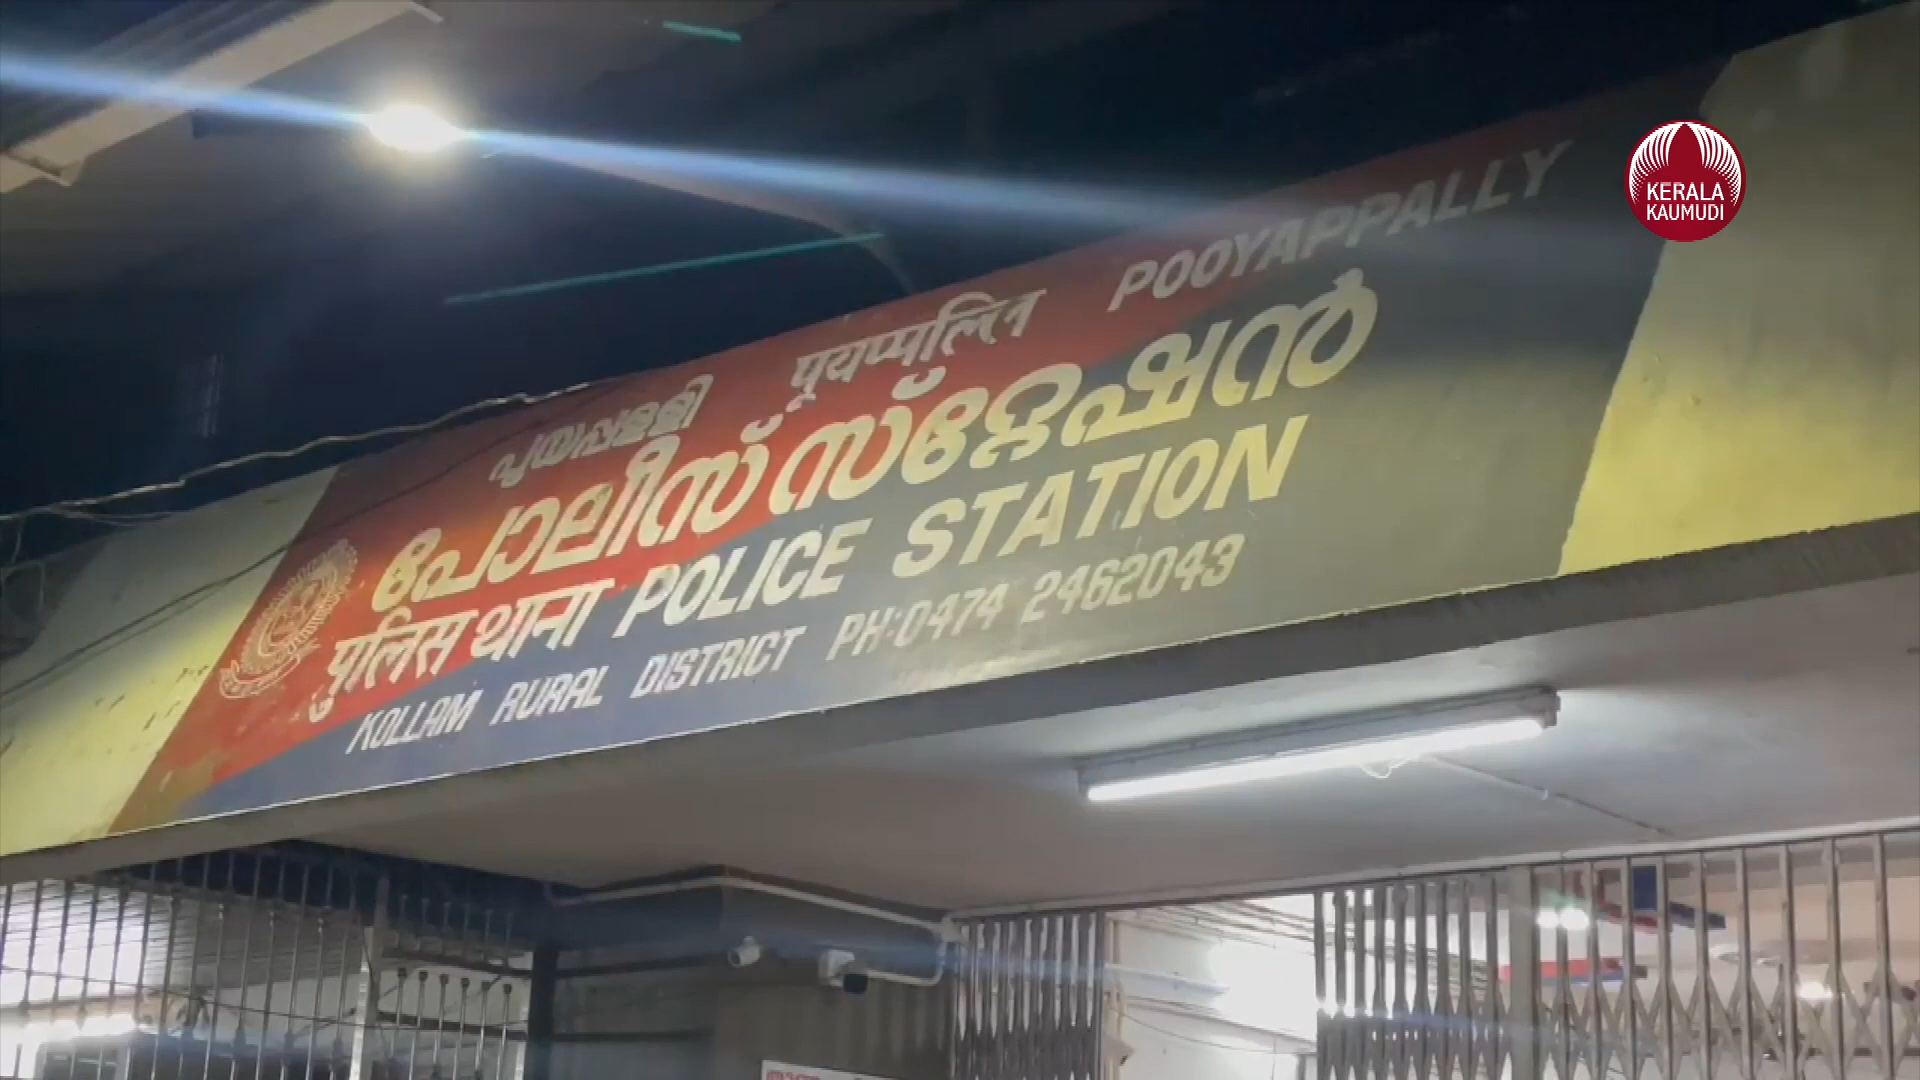 പൂയപ്പള്ളി पूयप्पल्लि POOYAPPALLY
പോലീസ് സ്റ്റേഷൻ
पुलिस थाना POLICE STATION
KOLLAM RURAL DISTRICT PH:0474 2462043
KERALA
KAUMUDI